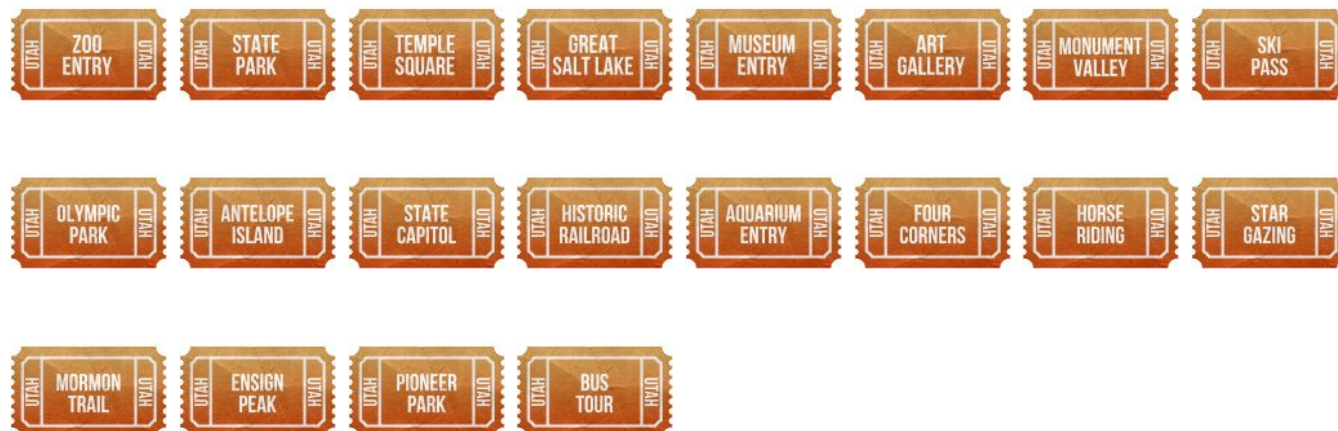 UTAH ZOO ENTRY UTAH
UTAH STATE PARK UTAH
UTAH TEMPLE SQUARE UTAH
UTAH GREAT SALT LAKE UTAH
UTAH MUSEUM ENTRY UTAH
UTAH ART GALLERY UTAH
UTAH MONUMENT VALLEY UTAH
UTAH SKI PASS UTAH
UTAH OLYMPIC PARK UTAH
UTAH ANTELOPE ISLAND UTAH
UTAH STATE CAPITOL UTAH
UTAH HISTORIC RAILROAD UTAH
UTAH AQUARIUM ENTRY UTAH
UTAH FOUR CORNERS UTAH
UTAH HORSE RIDING UTAH
UTAH STAR GAZING UTAH
UTAH MORMON TRAIL UTAH
UTAH ENSIGN PEAK UTAH
UTAH PIONEER PARK UTAH
UTAH BUS TOUR UTAH